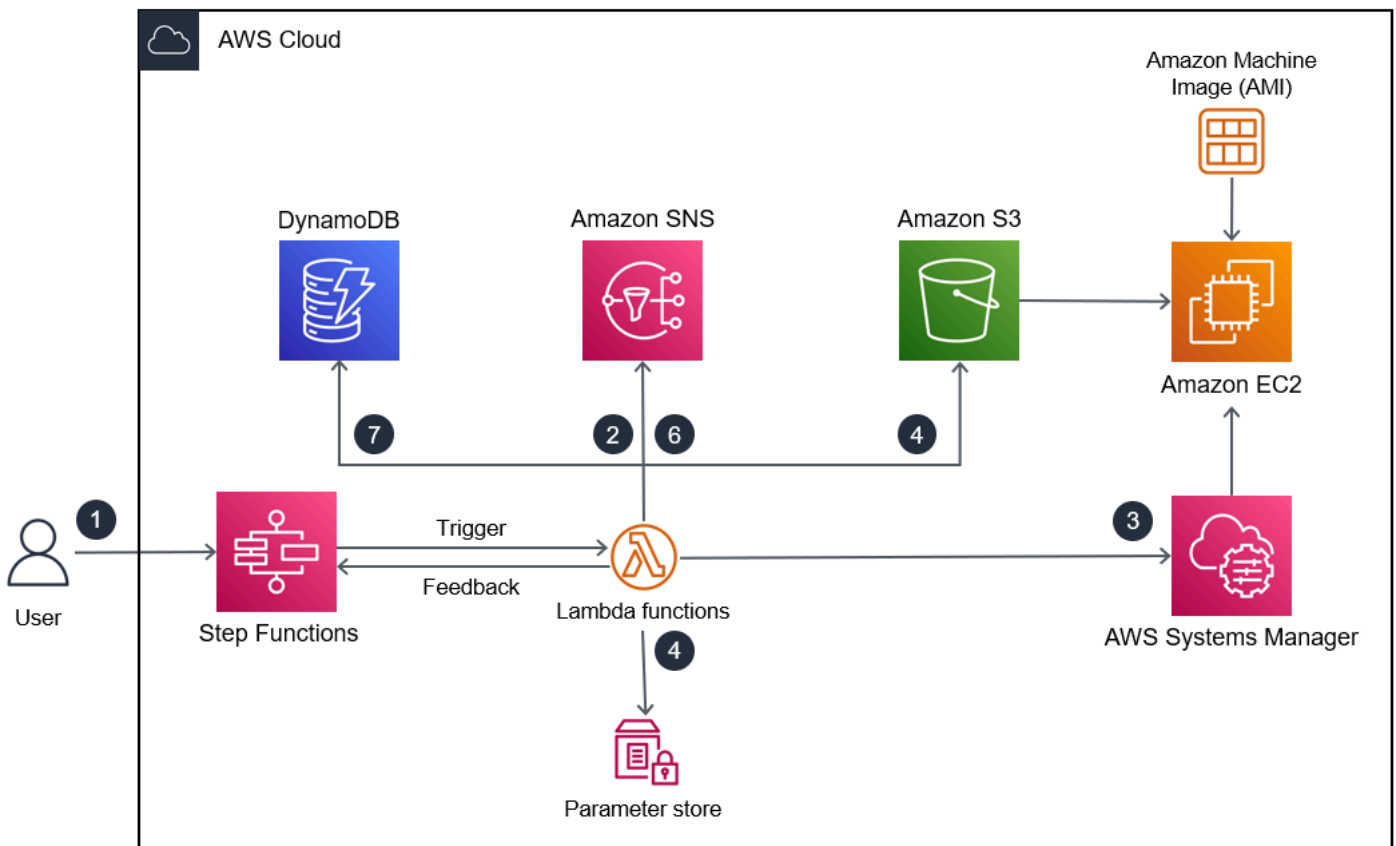 AWS Cloud
Amazon Machine
Image (AMI)
DynamoDB
Amazon SNS
Amazon S3
Amazon EC2
7
2
6
4
1
Trigger
3
Feedback
User
Step Functions
Lambda functions
AWS Systems Manager
4
Parameter store